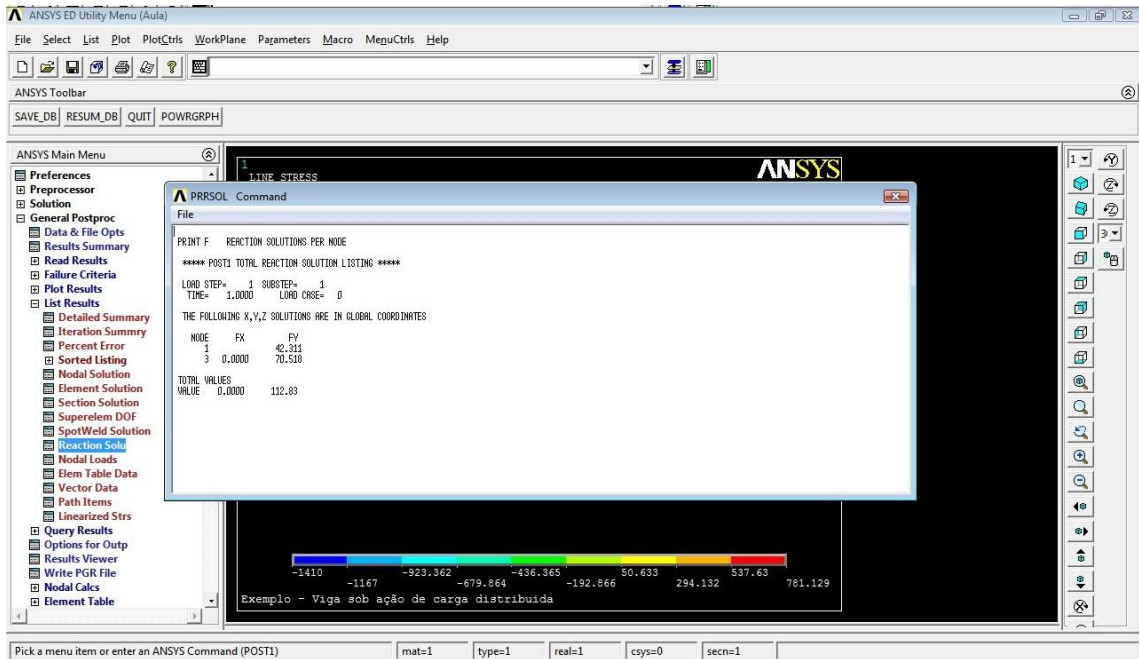 ANSYS ED Utility Menu (Aula)
File Select List Plot PlotCtrls WorkPlane Parameters Macro MenuCtrls Help
ANSYS Toolbar
SAVE_DB RESUM_DB QUIT POWRGRPH
ANSYS Main Menu
Preferences
Preprocessor
Solution
General Postproc
Data & File Opts
Results Summary
Read Results
Failure Criteria
Plot Results
List Results
Detailed Summary
Iteration Summry
Percent Error
Sorted Listing
Nodal Solution
Element Solution
Section Solution
Superelem DOF
SpotWeld Solution
Reaction Solu
Nodal Loads
Elem Table Data
Vector Data
Path Items
Linearized Strs
Query Results
Options for Outp
Results Viewer
Write PGR File
Nodal Calcs
Element Table
1
LINE STRESS
ANSYS
PRRSOL Command
File
PRINT F REACTION SOLUTIONS PER NODE
***** POST1 TOTAL REACTION SOLUTION LISTING *****
LOAD STEP= 1 SUBSTEP= 1
TIME= 1.0000 LOAD CASE= 0
THE FOLLOWING X,Y,Z SOLUTIONS ARE IN GLOBAL COORDINATES
NODE FX FY
1 42.311
3 0.0000 70.518
TOTAL VALUES
VALUE 0.0000 112.83
-1410 -923.362 -436.365 50.633 537.63
-1167 -679.864 -192.866 294.132 781.129
Exemplo - Viga sob ação de carga distribuida
1
3
Pick a menu item or enter an ANSYS Command (POST1) mat=1 type=1 real=1 csys=0 secn=1